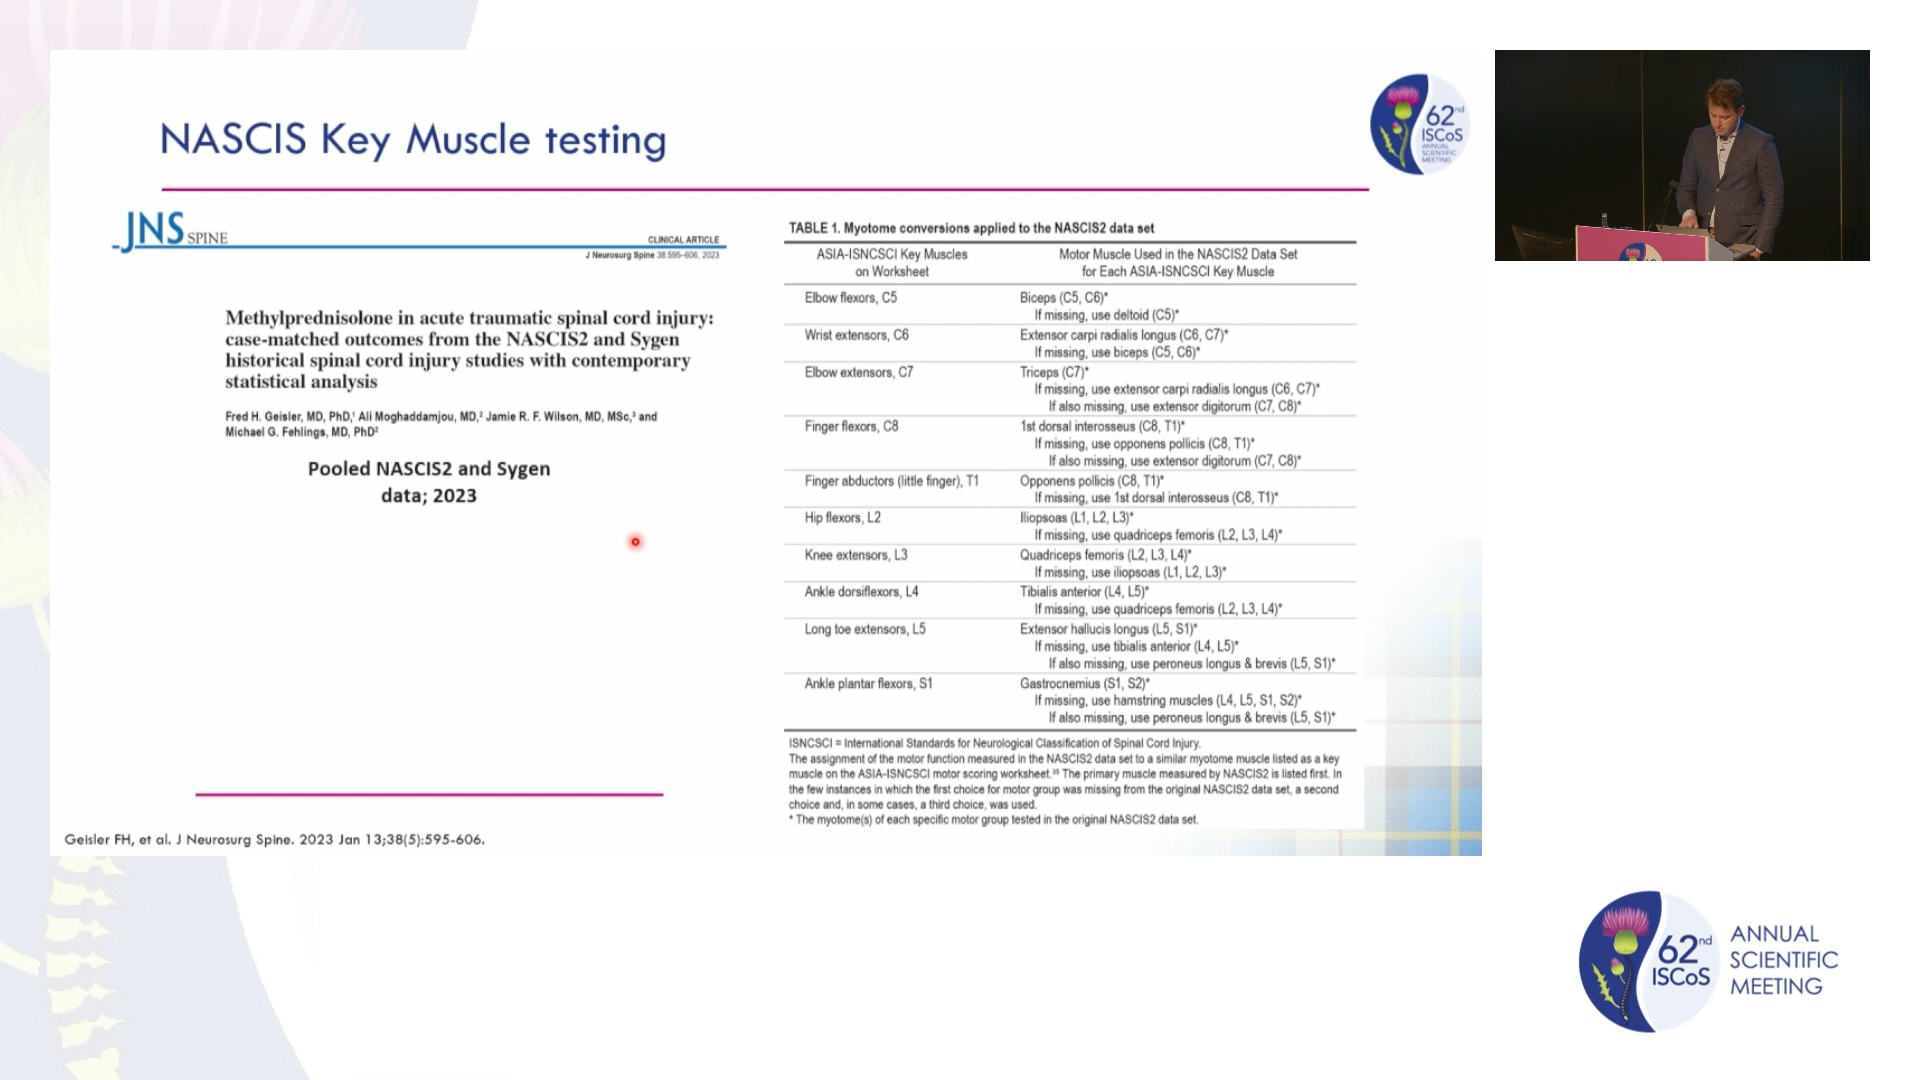 NASCIS Key Muscle testing
62nd
ISCoS
ANNUAL
SCIENTIFIC
MEETING
JNS SPINE
CLINICAL ARTICLE
J Neurosurg Spine 38:595–606, 2023
Methylprednisolone in acute traumatic spinal cord injury:
case-matched outcomes from the NASCIS2 and Sygen
historical spinal cord injury studies with contemporary
statistical analysis
Fred H. Geisler, MD, PhD,¹ Ali Moghaddamjou, MD,² Jamie R. F. Wilson, MD, MSc,³ and
Michael G. Fehlings, MD, PhD²
Pooled NASCIS2 and Sygen
data; 2023
TABLE 1. Myotome conversions applied to the NASCIS2 data set
ASIA-ISNCSCI Key Muscles
on Worksheet
Motor Muscle Used in the NASCIS2 Data Set
for Each ASIA-ISNCSCI Key Muscle
Elbow flexors, C5 Biceps (C5, C6)*
If missing, use deltoid (C5)*
Wrist extensors, C6 Extensor carpi radialis longus (C6, C7)*
If missing, use biceps (C5, C6)*
Elbow extensors, C7 Triceps (C7)*
If missing, use extensor carpi radialis longus (C6, C7)*
If also missing, use extensor digitorum (C7, C8)*
Finger flexors, C8 1st dorsal interosseus (C8, T1)*
If missing, use opponens pollicis (C8, T1)*
If also missing, use extensor digitorum (C7, C8)*
Finger abductors (little finger), T1 Opponens pollicis (C8, T1)*
If missing, use 1st dorsal interosseus (C8, T1)*
Hip flexors, L2 Iliopsoas (L1, L2, L3)*
If missing, use quadriceps femoris (L2, L3, L4)*
Knee extensors, L3 Quadriceps femoris (L2, L3, L4)*
If missing, use iliopsoas (L1, L2, L3)*
Ankle dorsiflexors, L4 Tibialis anterior (L4, L5)*
If missing, use quadriceps femoris (L2, L3, L4)*
Long toe extensors, L5 Extensor hallucis longus (L5, S1)*
If missing, use tibialis anterior (L4, L5)*
If also missing, use peroneus longus & brevis (L5, S1)*
Ankle plantar flexors, S1 Gastrocnemius (S1, S2)*
If missing, use hamstring muscles (L4, L5, S1, S2)*
If also missing, use peroneus longus & brevis (L5, S1)*
ISNCSCI = International Standards for Neurological Classification of Spinal Cord Injury.
The assignment of the motor function measured in the NASCIS2 data set to a similar myotome muscle listed as a key
muscle on the ASIA-ISNCSCI motor scoring worksheet. The primary muscle measured by NASCIS2 is listed first. In
the few instances in which the first choice for motor group was missing from the original NASCIS2 data set, a second
choice and, in some cases, a third choice, was used.
* The myotome(s) of each specific motor group tested in the original NASCIS2 data set.
Geisler FH, et al. J Neurosurg Spine. 2023 Jan 13;38(5):595-606.
62nd
ISCoS
ANNUAL
SCIENTIFIC
MEETING